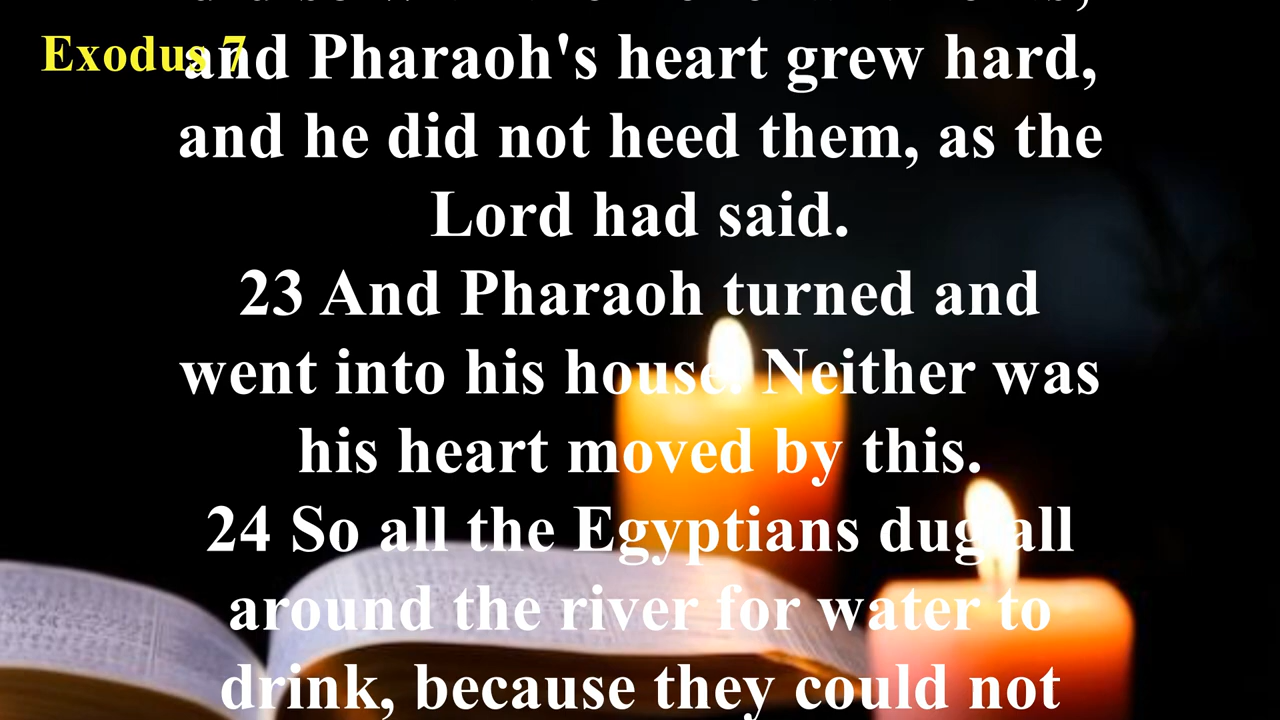 Exodus 7
and Pharaoh's heart grew hard,
and he did not heed them, as the
Lord had said.
23 And Pharaoh turned and
went into his house. Neither was
his heart moved by this.
24 So all the Egyptians dug all
around the river for water to
drink, because they could not